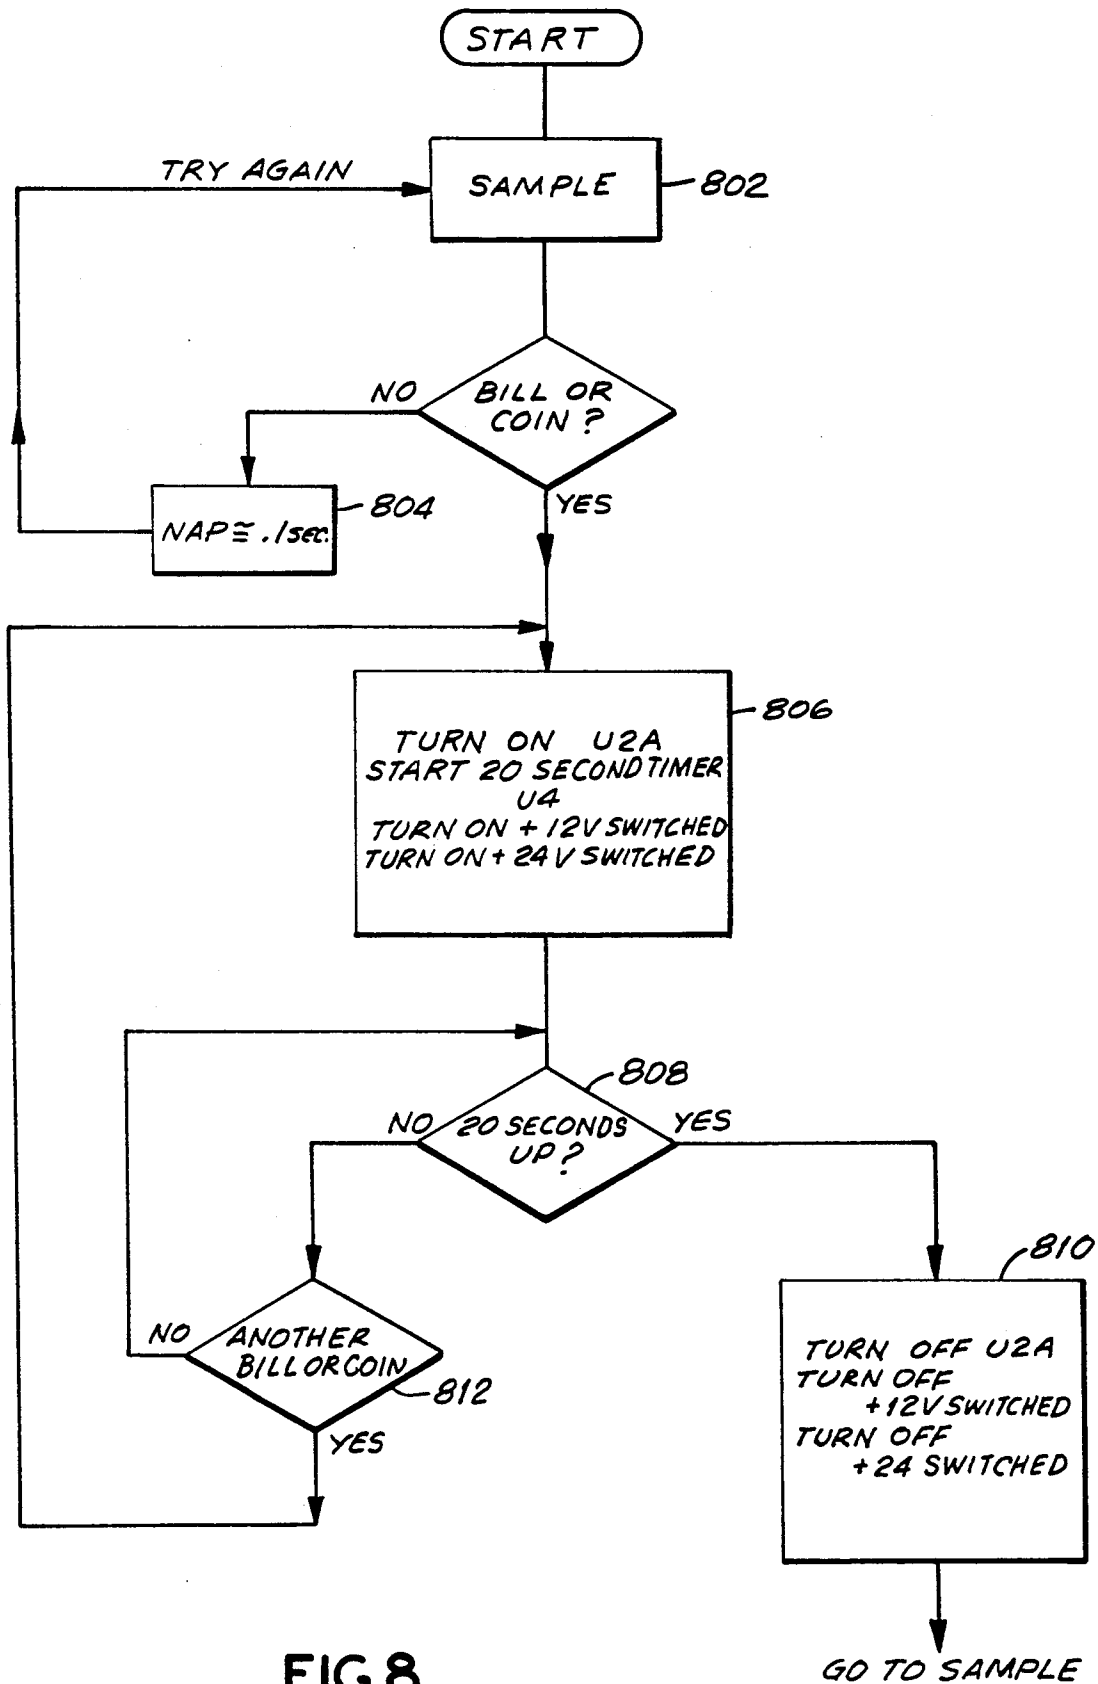 START
TRY AGAIN
SAMPLE
802
NO
BILL OR
COIN ?
804
NAP ≅ .1sec.
YES
806
TURN ON U2A
START 20 SECOND TIMER
U4
TURN ON + 12V SWITCHED
TURN ON + 24V SWITCHED
808
NO
20 SECONDS
UP ?
YES
810
NO
ANOTHER
BILL OR COIN
812
YES
TURN OFF U2A
TURN OFF
+12V SWITCHED
TURN OFF
+24 SWITCHED
GO TO SAMPLE
FIG.8